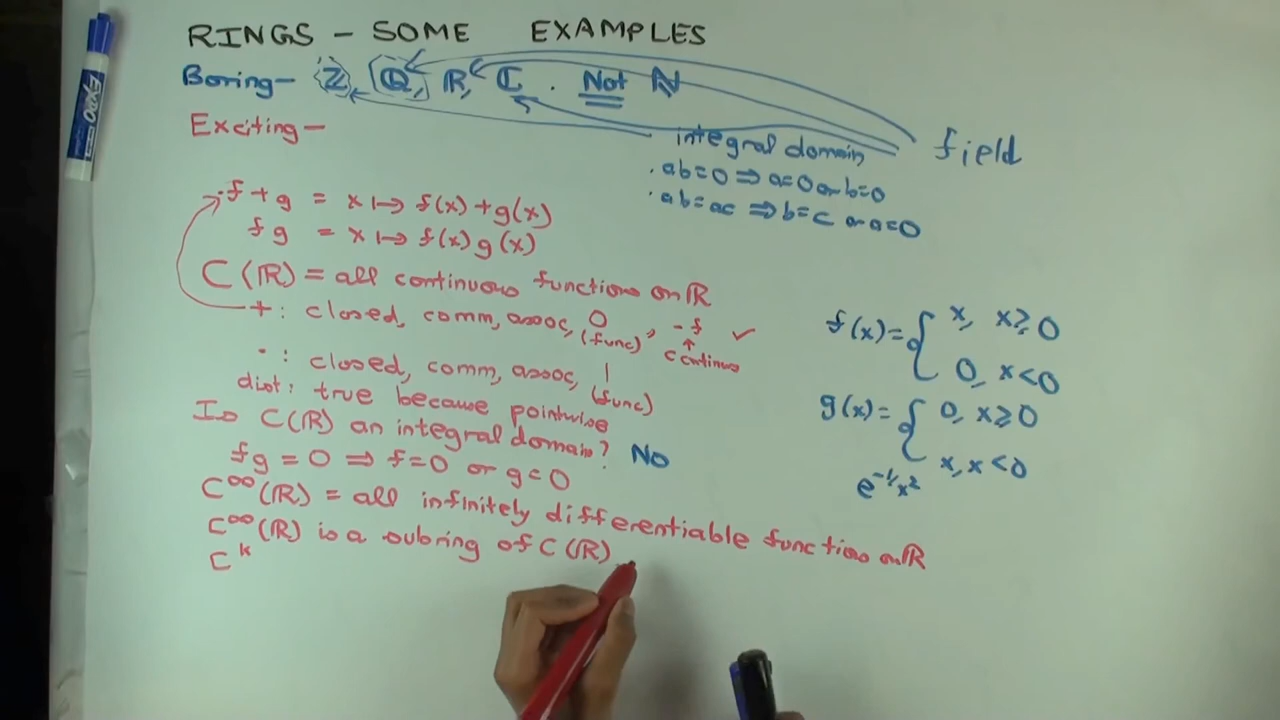 RINGS - SOME EXAMPLES
Boring- ℤ, ℚ, ℝ, ℂ . Not ℕ
Exciting-
integral domain
field
. ab=0 ⇒ a=0 or b=0
. ab=ac ⇒ b=c or a=0
f+g = x ↦ f(x)+g(x)
fg = x ↦ f(x)g(x)
C(ℝ) = all continuous functions on ℝ
+: closed, comm, assoc, 0, -f ✓
(func) ↑
continuous
·: closed, comm, assoc, 1
(func)
dist: true because pointwise
Is C(ℝ) an integral domain? No
fg=0 ⇒ f=0 or g=0
C^∞(ℝ) = all infinitely differentiable functions on ℝ
C^∞(ℝ) is a subring of C(ℝ)
C^k
f(x)={ x, x≥0
0, x<0
g(x)={ 0, x≥0
x, x<0
e^-1/x²
EXPO